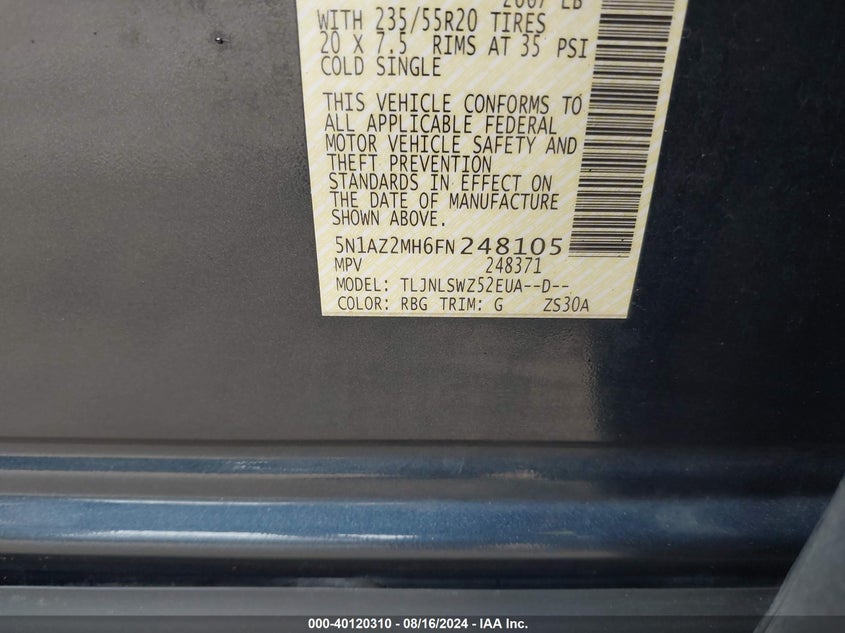 WITH 235/55R20 TIRES
20 X 7.5 RIMS AT 35 PSI
COLD SINGLE
THIS VEHICLE CONFORMS TO
ALL APPLICABLE FEDERAL
MOTOR VEHICLE SAFETY AND
THEFT PREVENTION
STANDARDS IN EFFECT ON
THE DATE OF MANUFACTURE
SHOWN ABOVE.
5N1AZ2MH6FN248105
MPV 248371
MODEL: TLJNLSWZ52EUA--D--
COLOR: RBG TRIM: G ZS30A
000-40120310 - 08/16/2024 - IAA Inc.